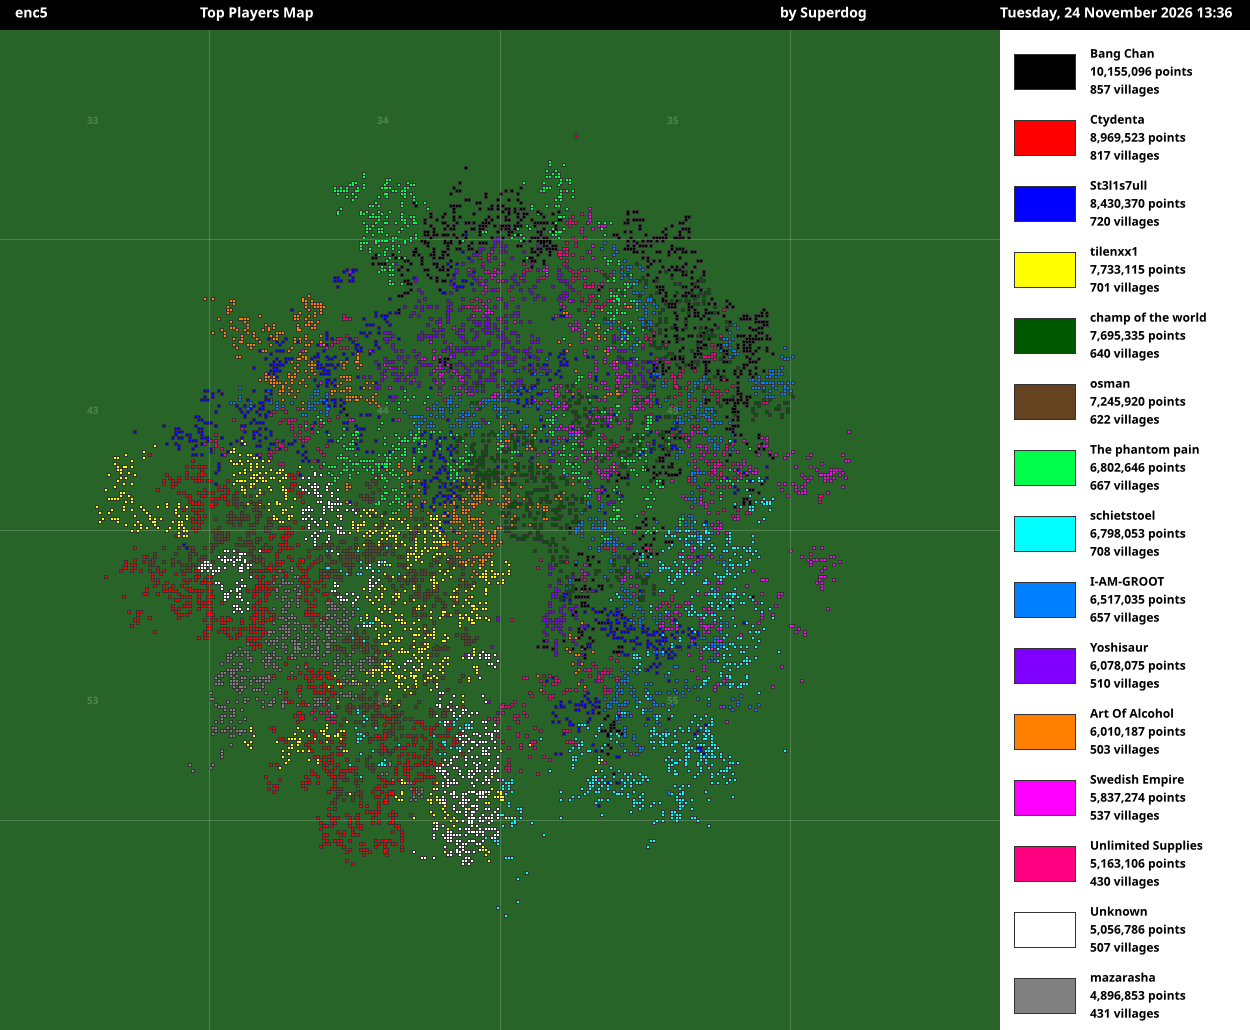 enc5 Top Players Map by Superdog Tuesday, 24 November 2026 13:36
33 34 35
43 44 45
53 55
Bang Chan
10,155,096 points
857 villages
Ctydenta
8,969,523 points
817 villages
St3l1s7ull
8,430,370 points
720 villages
tilenxx1
7,733,115 points
701 villages
champ of the world
7,695,335 points
640 villages
osman
7,245,920 points
622 villages
The phantom pain
6,802,646 points
667 villages
schietstoel
6,798,053 points
708 villages
I-AM-GROOT
6,517,035 points
657 villages
Yoshisaur
6,078,075 points
510 villages
Art Of Alcohol
6,010,187 points
503 villages
Swedish Empire
5,837,274 points
537 villages
Unlimited Supplies
5,163,106 points
430 villages
Unknown
5,056,786 points
507 villages
mazarasha
4,896,853 points
431 villages